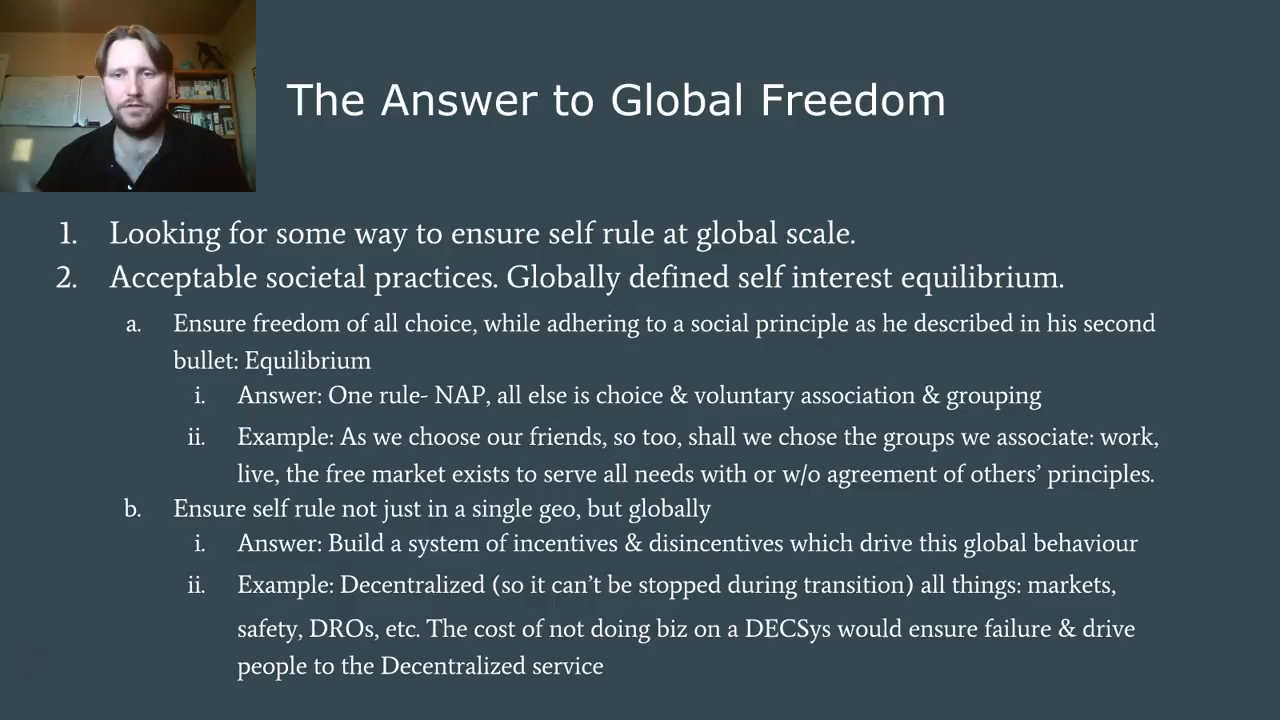 The Answer to Global Freedom
1. Looking for some way to ensure self rule at global scale.
2. Acceptable societal practices. Globally defined self interest equilibrium.
a. Ensure freedom of all choice, while adhering to a social principle as he described in his second
bullet: Equilibrium
i. Answer: One rule- NAP, all else is choice & voluntary association & grouping
ii. Example: As we choose our friends, so too, shall we chose the groups we associate: work,
live, the free market exists to serve all needs with or w/o agreement of others’ principles.
b. Ensure self rule not just in a single geo, but globally
i. Answer: Build a system of incentives & disincentives which drive this global behaviour
ii. Example: Decentralized (so it can’t be stopped during transition) all things: markets,
safety, DROs, etc. The cost of not doing biz on a DECSys would ensure failure & drive
people to the Decentralized service